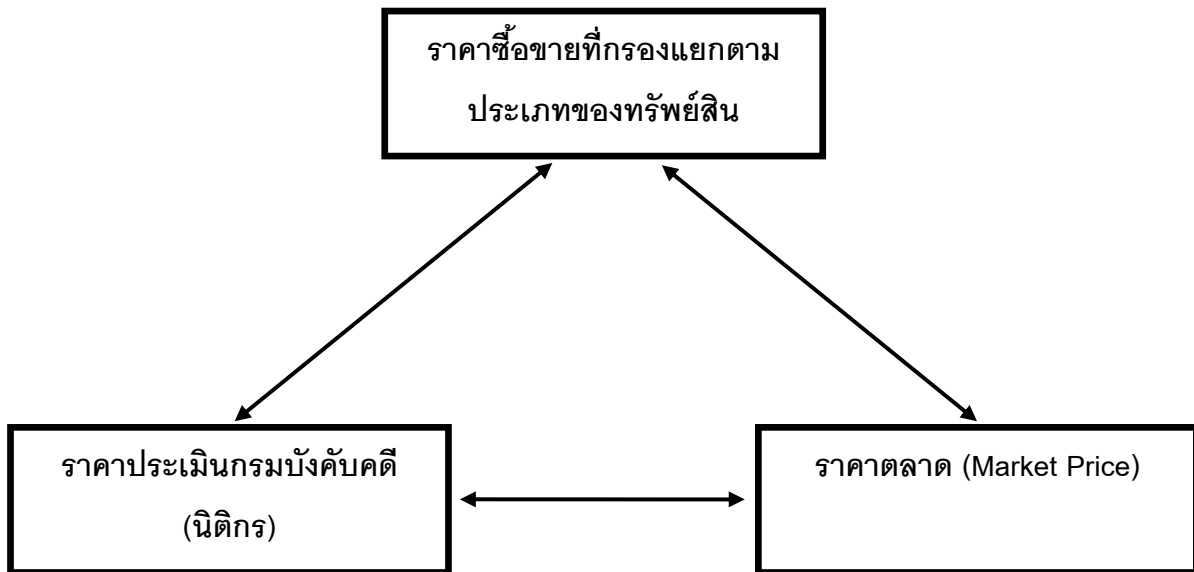 ราคาซื้อขายที่กรองแยกตาม
ประเภทของทรัพย์สิน
ราคาประเมินกรมบังคับคดี
(นิติกร)
ราคาตลาด (Market Price)